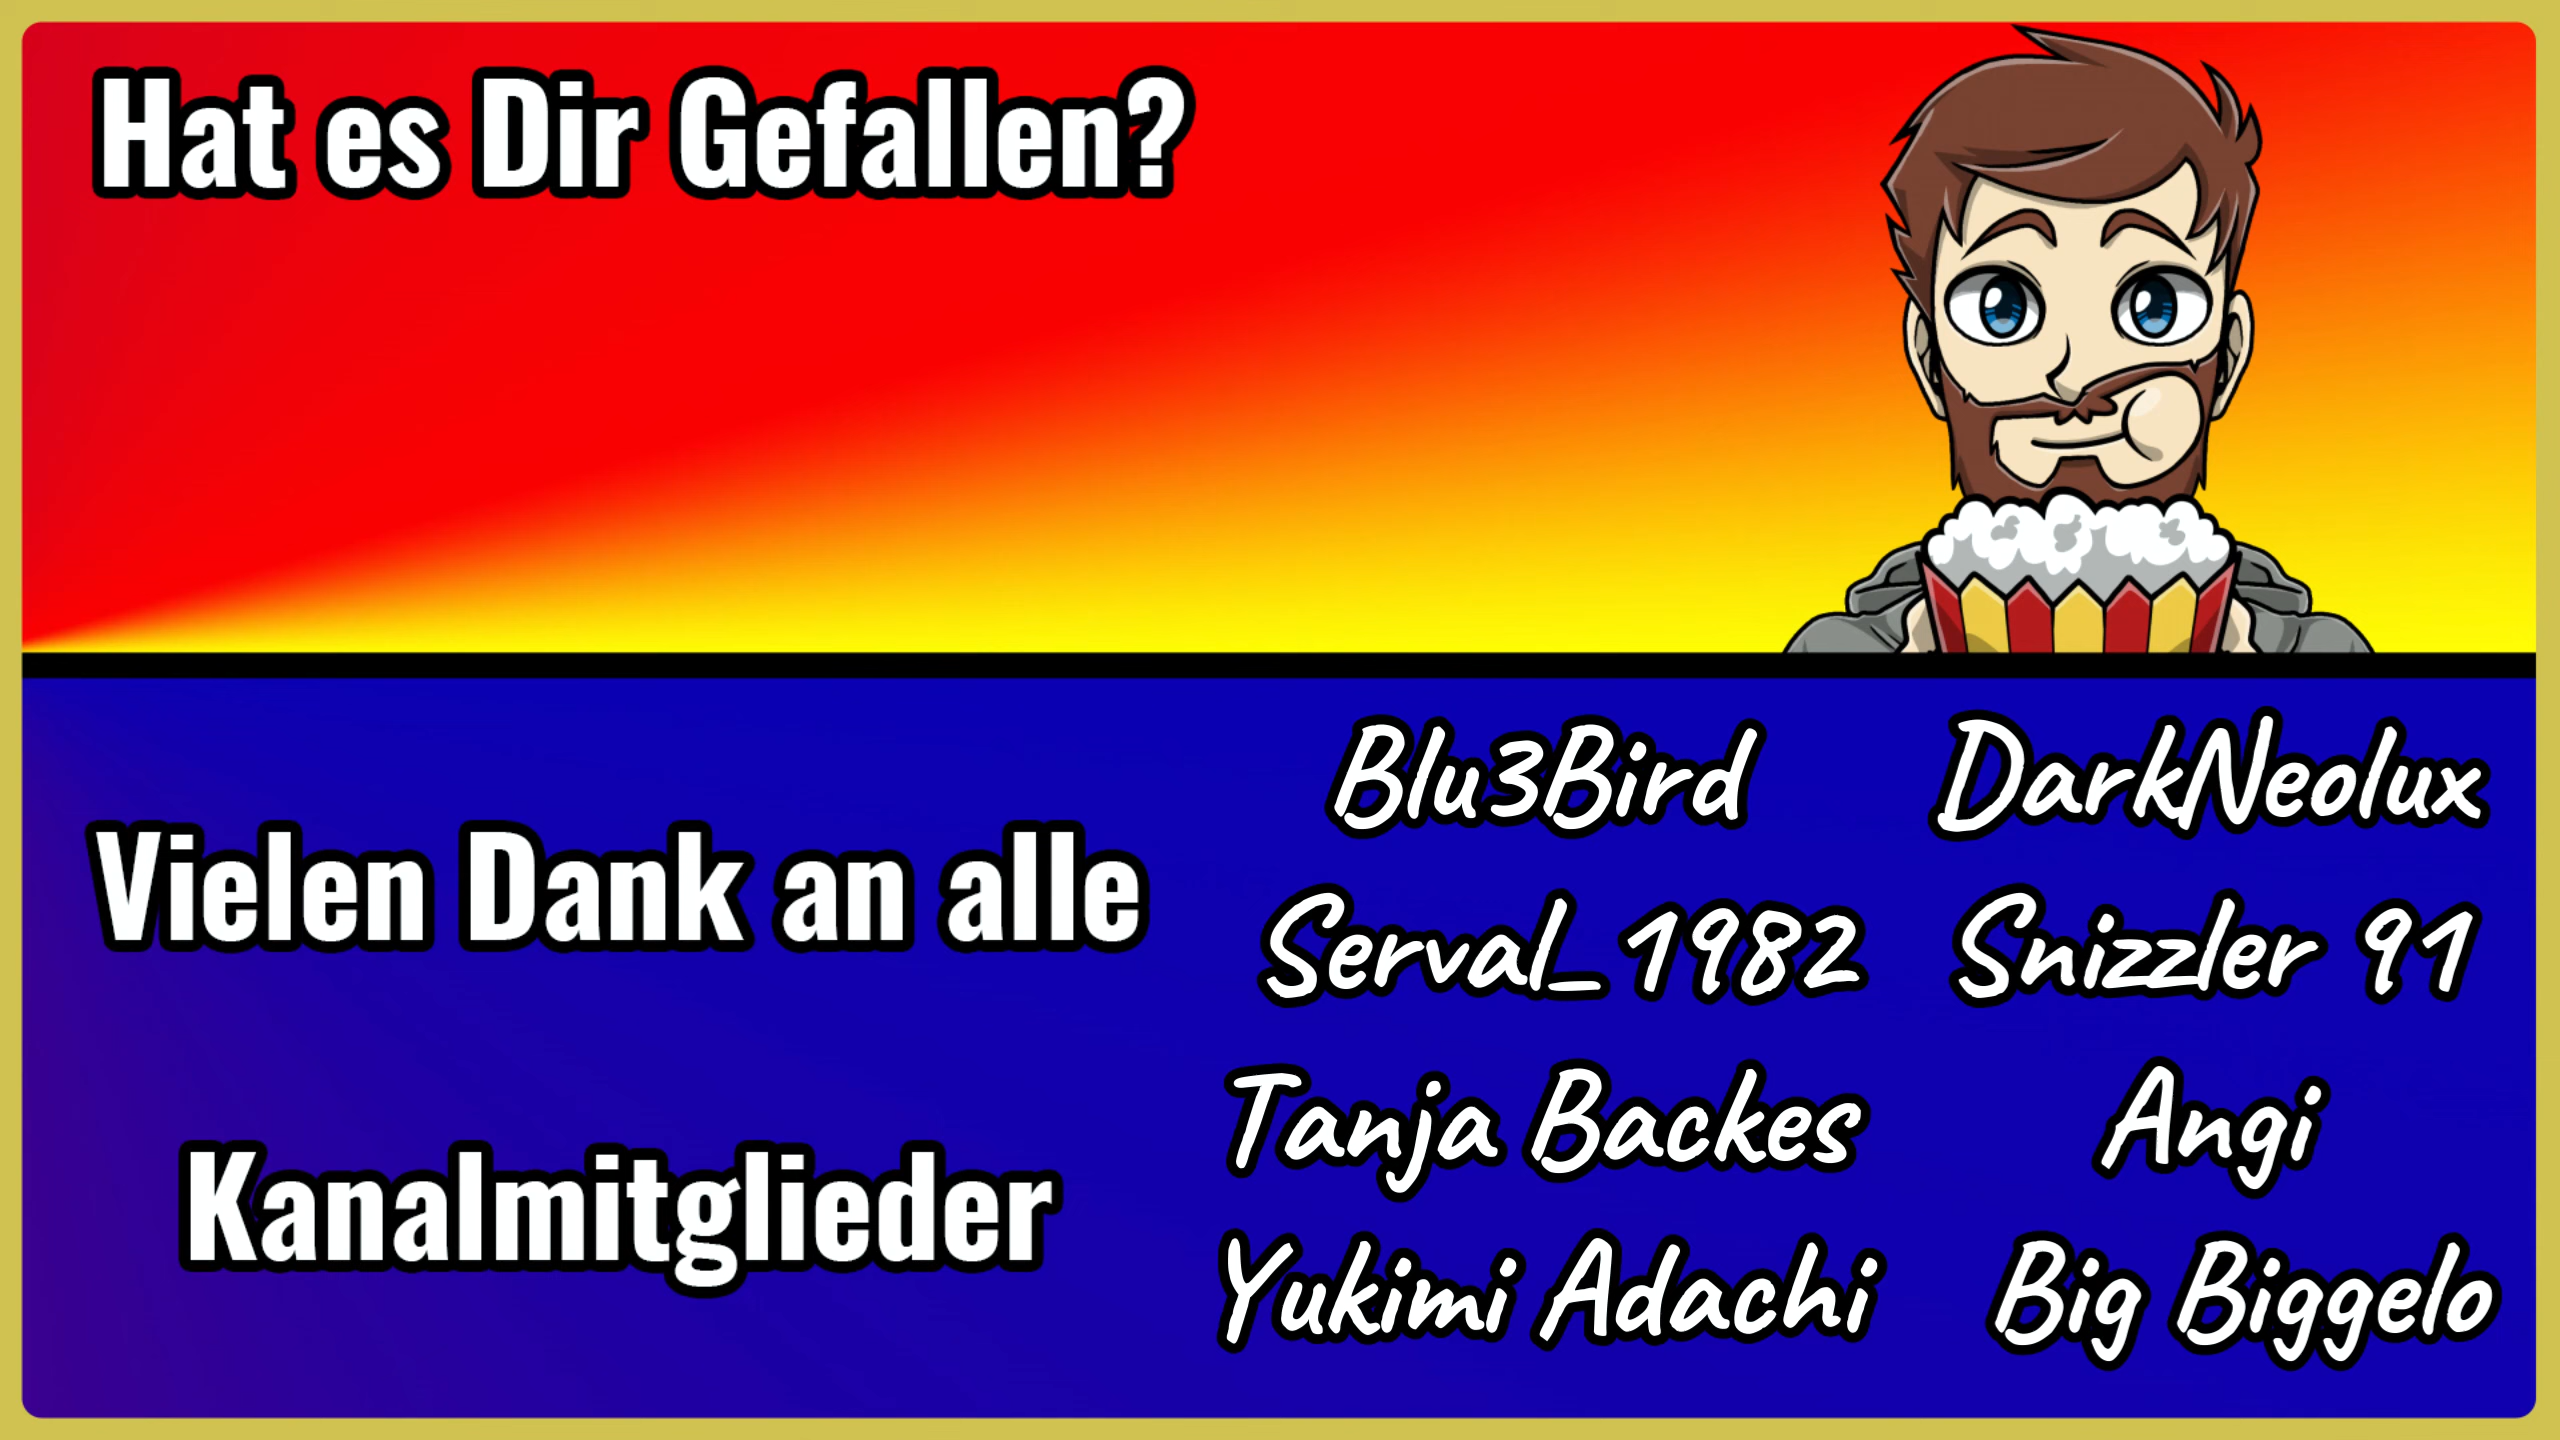 Hat es Dir Gefallen?
Vielen Dank an alle
Kanalmitglieder
Blu3Bird
DarkNeolux
Serval_1982
Snizzler 91
Tanja Backes
Angi
Yukimi Adachi
Big Biggelo